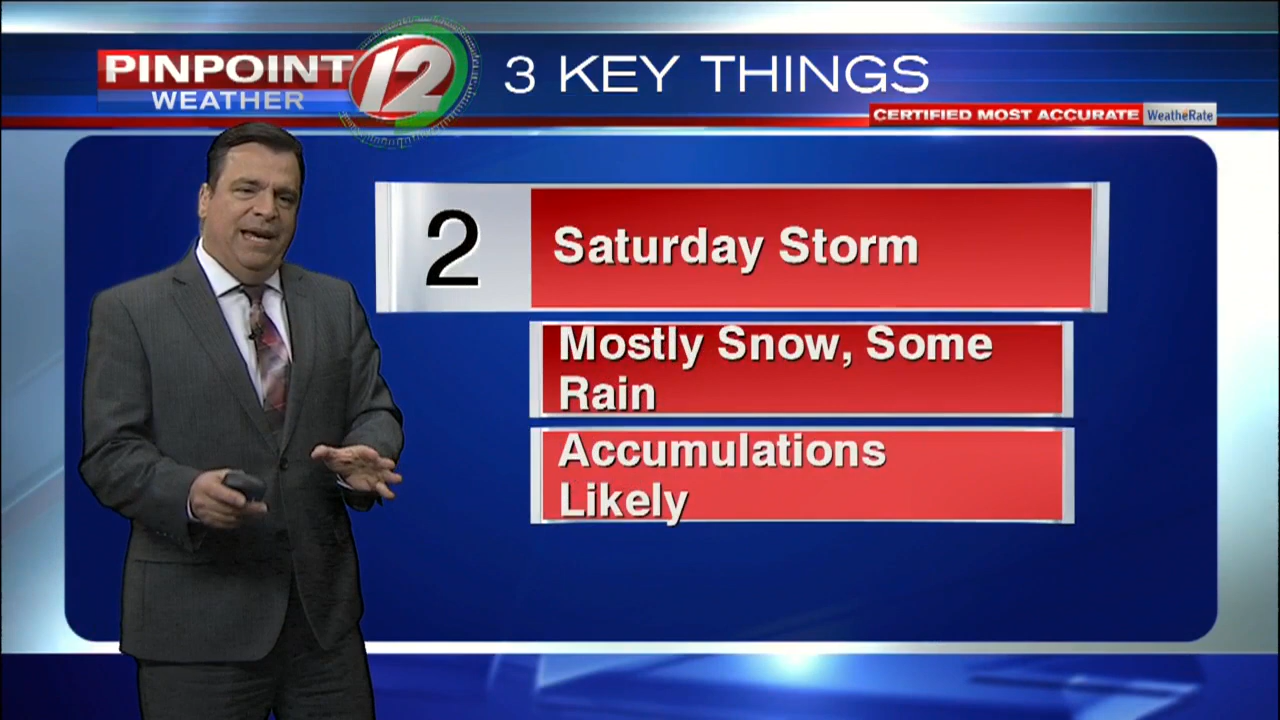 PINPOINT 12
WEATHER
3 KEY THINGS
CERTIFIED MOST ACCURATE WeatheRate
2 Saturday Storm
Mostly Snow, Some
Rain
Accumulations
Likely